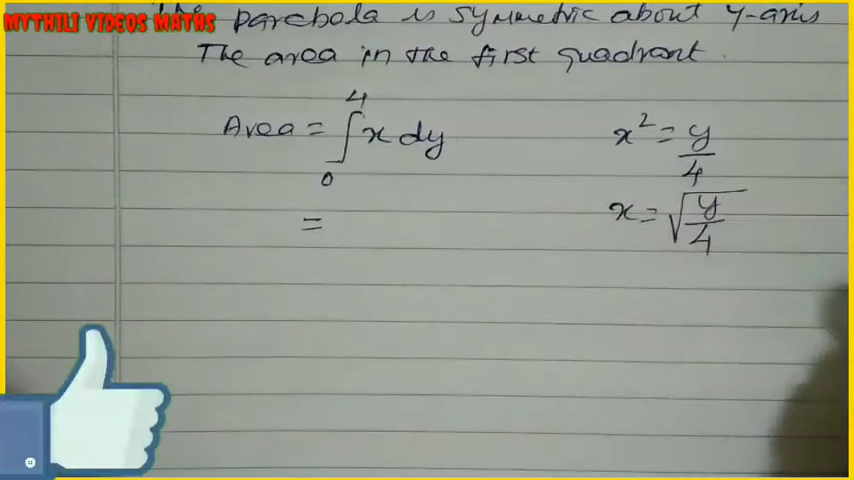 MYTHILI VIDEOS MATHS
The parabola is symmetric about y-axis
The area in the first quadrant.
Area = ∫₀⁴ x dy
=
x² = y/4
x = √(y/4)